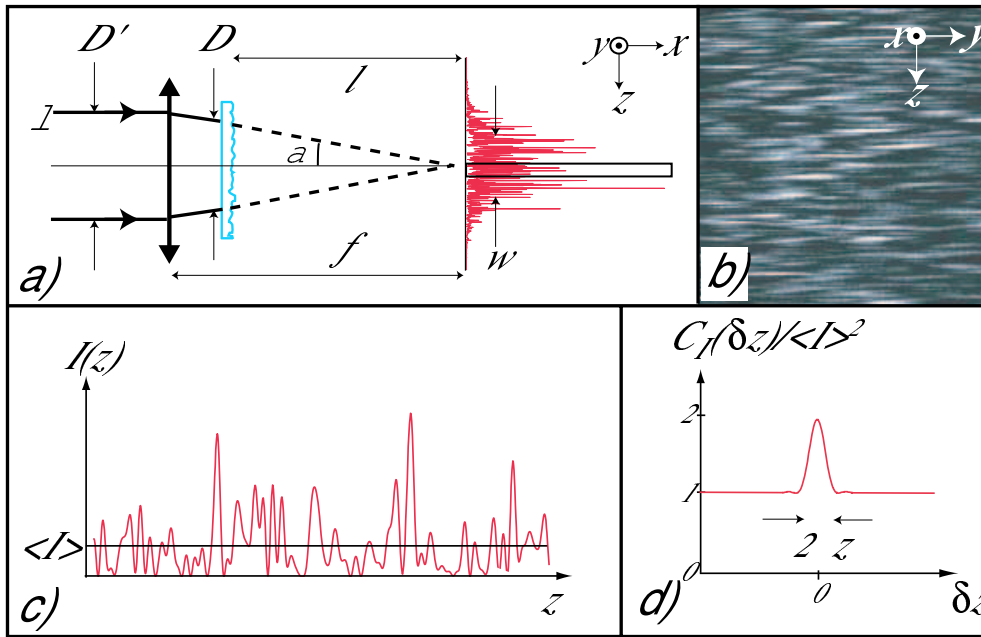 D' D l
y x
z
l a
f w
a)
x y
z
b)
I(z)
<I>
z
c)
C_I(δz)/<I>²
2
1
2 z
0
0
δz
d)